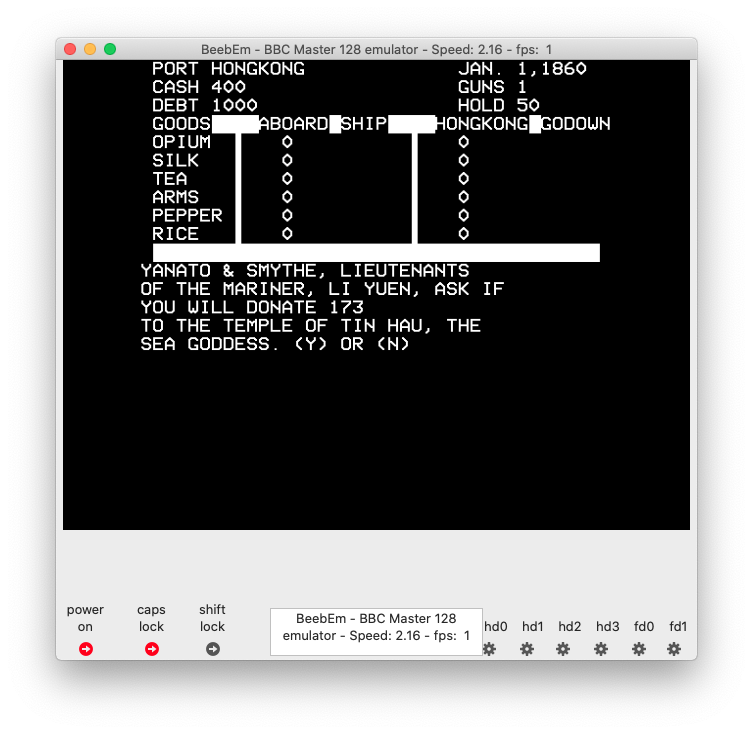 BeebEm - BBC Master 128 emulator - Speed: 2.16 - fps: 1
PORT HONGKONG JAN. 1,1860
CASH 400 GUNS 1
DEBT 1000 HOLD 50
GOODS ABOARD SHIP HONGKONG GODOWN
OPIUM 0 0
SILK 0 0
TEA 0 0
ARMS 0 0
PEPPER 0 0
RICE 0 0
YANATO & SMYTHE, LIEUTENANTS
OF THE MARINER, LI YUEN, ASK IF
YOU WILL DONATE 173
TO THE TEMPLE OF TIN HAU, THE
SEA GODDESS. (Y) OR (N)
power on
caps lock
shift lock
BeebEm - BBC Master 128
emulator - Speed: 2.16 - fps: 1
hd0 hd1 hd2 hd3 fd0 fd1